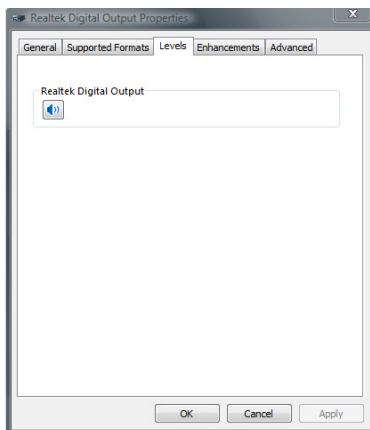 Realtek Digital Output Properties
X
General Supported Formats Levels Enhancements Advanced
Realtek Digital Output
OK Cancel Apply